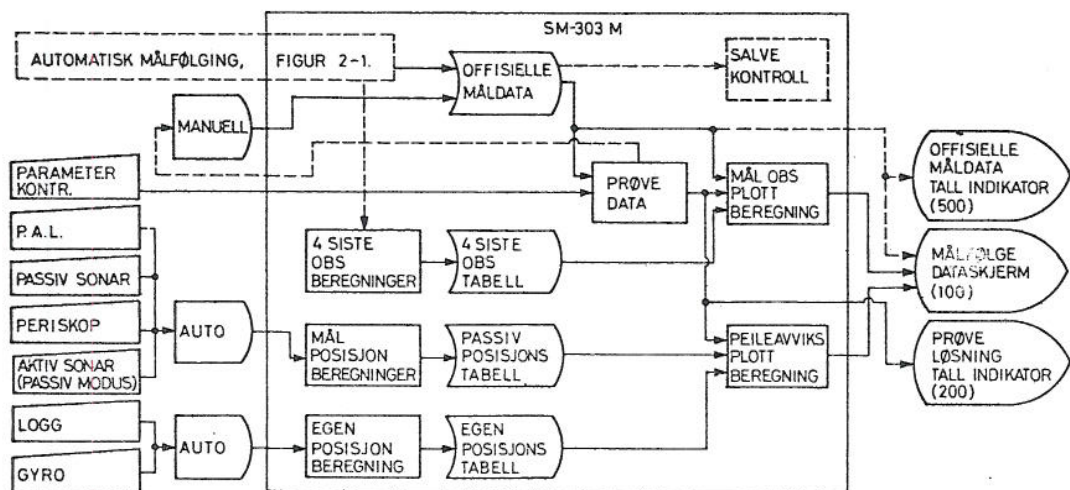 SM-303 M
AUTOMATISK MÅLFØLGING, FIGUR 2-1.
OFFISIELLE
MÅLDATA
SALVE
KONTROLL
MANUELL
PARAMETER
KONTR.
PRØVE
DATA
MÅL OBS
PLOTT
BEREGNING
OFFISIELLE
MÅLDATA
TALL INDIKATOR
(500)
P.A.L.
PASSIV SONAR
PERISKOP
AKTIV SONAR
(PASSIV MODUS)
AUTO
4 SISTE
OBS
BEREGNINGER
4 SISTE
OBS
TABELL
MÅLFØLGE
DATASKJERM
(100)
MÅL
POSISJON
BEREGNINGER
PASSIV
POSISJONS
TABELL
PEILEAVVIKS
PLOTT
BEREGNING
PRØVE
LØSNING
TALL INDIKATOR
(200)
LOGG
GYRO
AUTO
EGEN
POSISJON
BEREGNING
EGEN
POSISJONS
TABELL